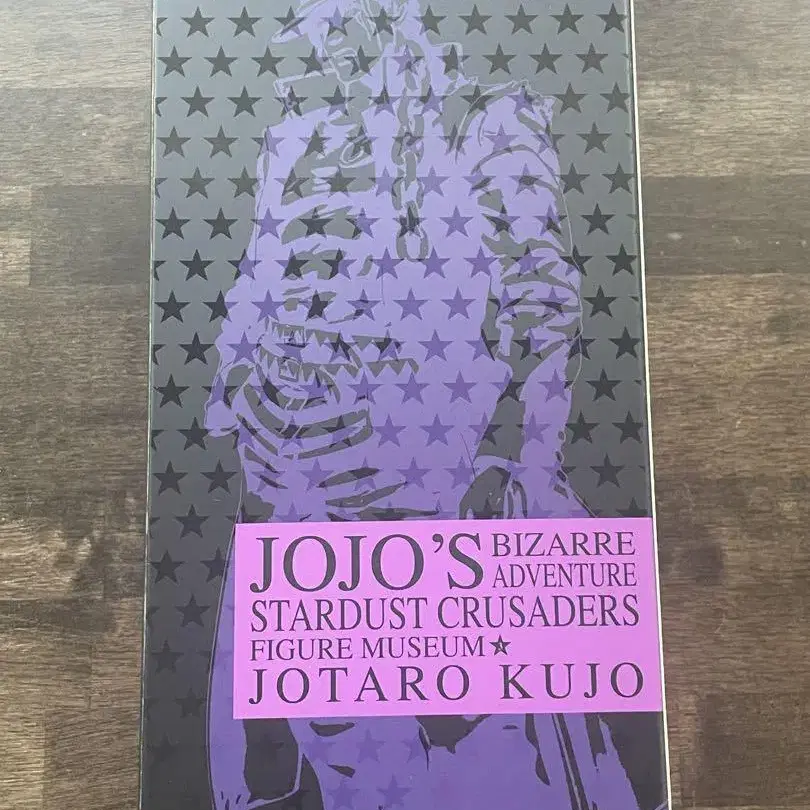 JOJO'S BIZARRE
ADVENTURE
STARDUST CRUSADERS
FIGURE MUSEUM★
JOTARO KUJO